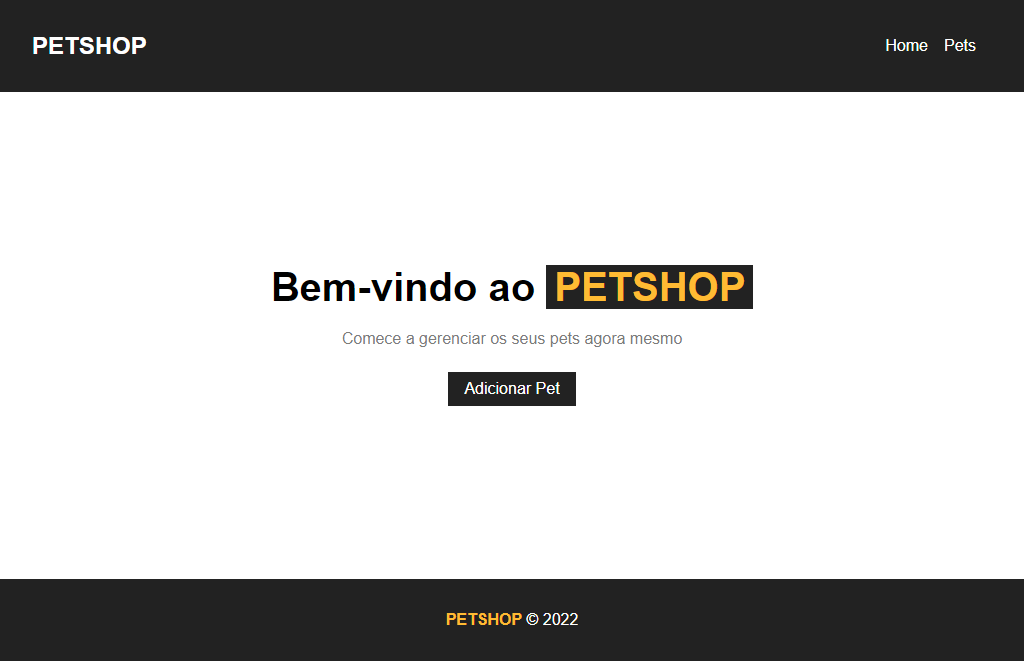 PETSHOP
Home Pets
Bem-vindo ao PETSHOP
Comece a gerenciar os seus pets agora mesmo
Adicionar Pet
PETSHOP © 2022